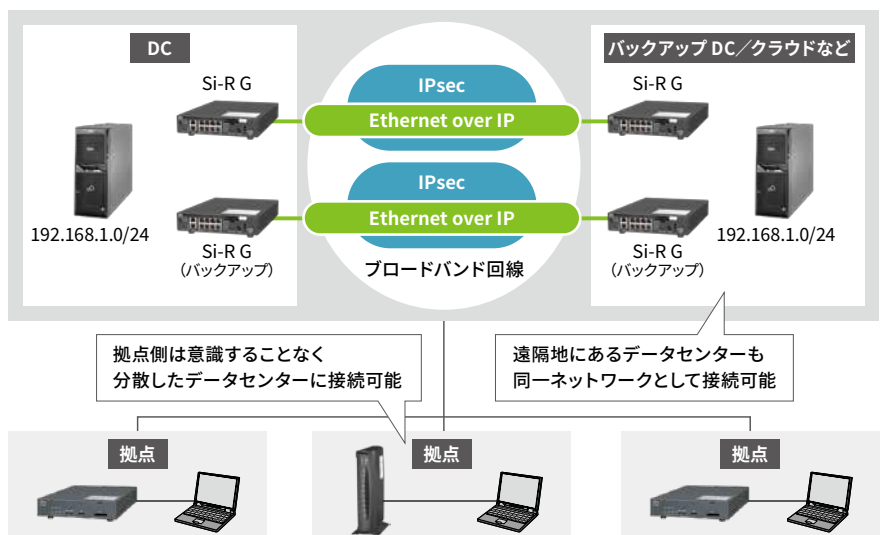 DC
バックアップ DC／クラウドなど
Si-R G
IPsec
Si-R G
Ethernet over IP
IPsec
Ethernet over IP
192.168.1.0/24
192.168.1.0/24
Si-R G
（バックアップ）
ブロードバンド回線
Si-R G
（バックアップ）
拠点側は意識することなく
分散したデータセンターに接続可能
遠隔地にあるデータセンターも
同一ネットワークとして接続可能
拠点
拠点
拠点